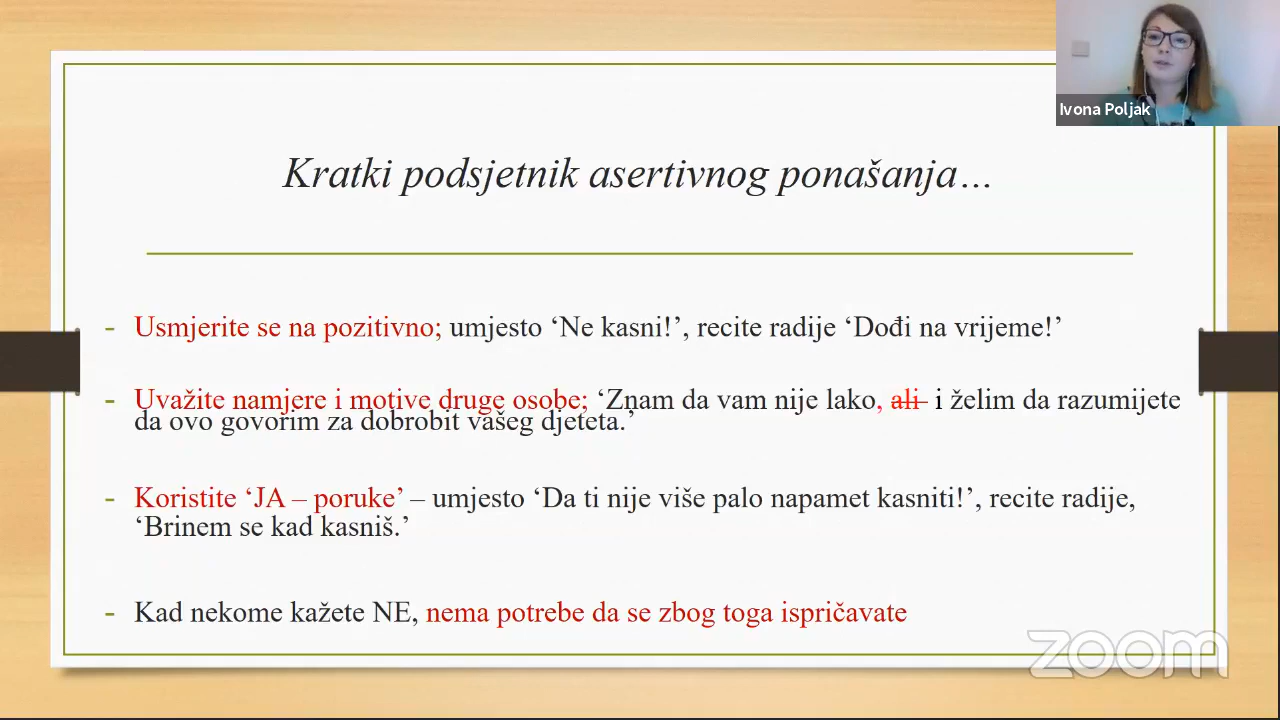 Ivona Poljak
Kratki podsjetnik asertivnog ponašanja…
- Usmjerite se na pozitivno; umjesto ‘Ne kasni!’, recite radije ‘Dođi na vrijeme!’
- Uvažite namjere i motive druge osobe; ‘Znam da vam nije lako, ali i želim da razumijete
da ovo govorim za dobrobit vašeg djeteta.’
- Koristite ‘JA – poruke’ – umjesto ‘Da ti nije više palo napamet kasniti!’, recite radije,
‘Brinem se kad kasniš.’
- Kad nekome kažete NE, nema potrebe da se zbog toga ispričavate
zoom